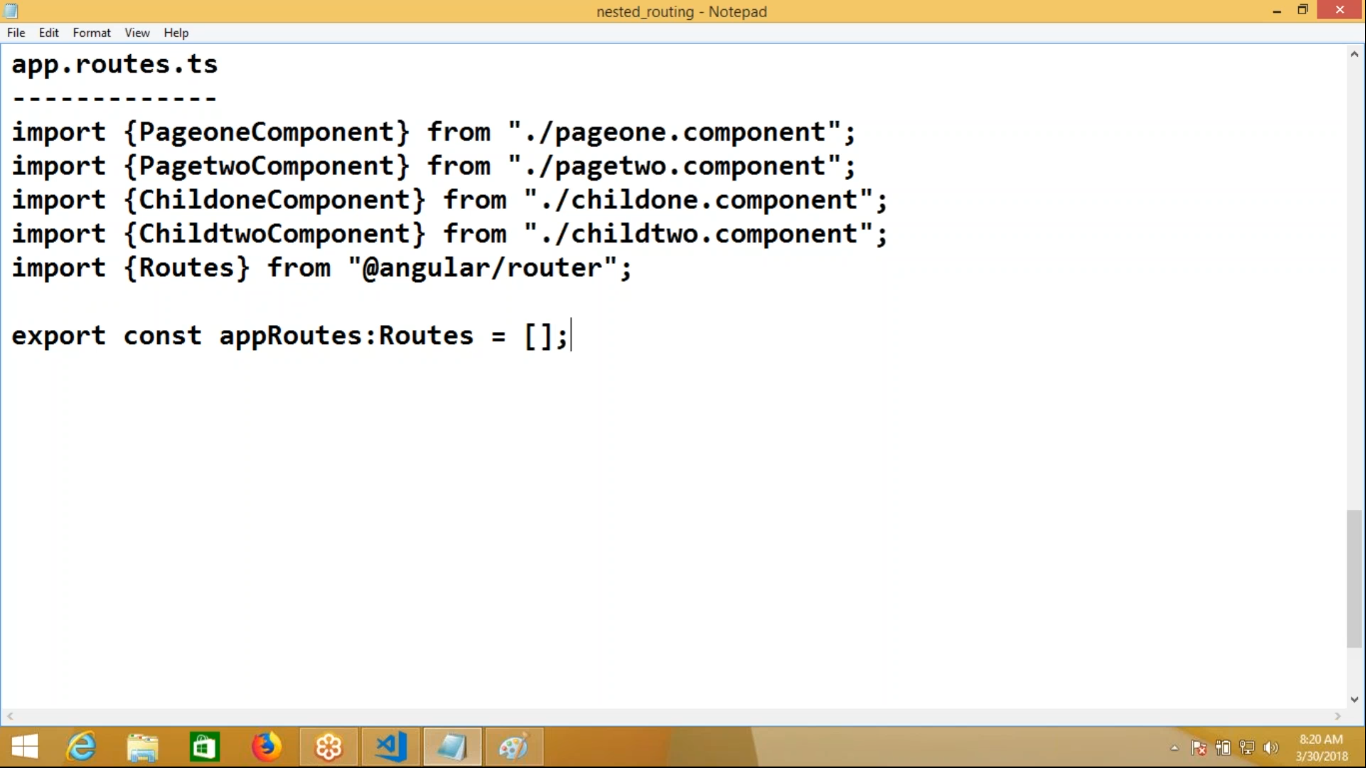 nested_routing - Notepad
File Edit Format View Help
app.routes.ts
-------------
import {PageoneComponent} from "./pageone.component";
import {PagetwoComponent} from "./pagetwo.component";
import {ChildoneComponent} from "./childone.component";
import {ChildtwoComponent} from "./childtwo.component";
import {Routes} from "@angular/router";
export const appRoutes:Routes = [];
8:20 AM
3/30/2018